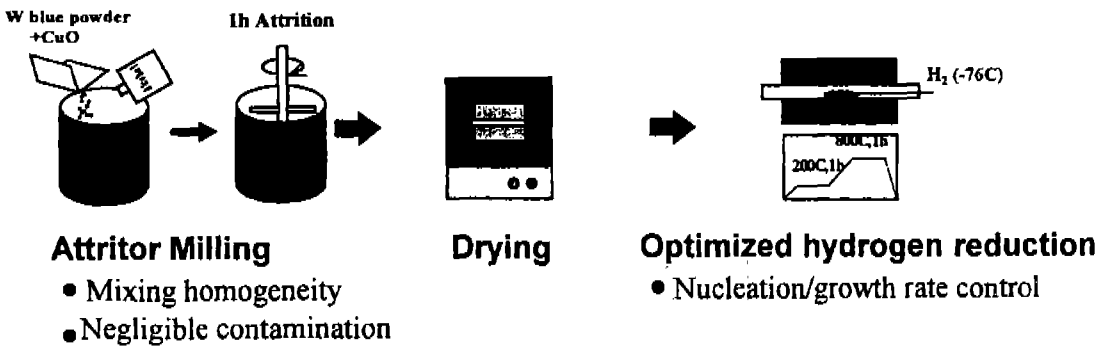 W blue powder
+CuO
1h Attrition
H₂ (-76C)
800C,1h
200C,1h
Attritor Milling
Drying
Optimized hydrogen reduction
• Mixing homogeneity
• Negligible contamination
• Nucleation/growth rate control